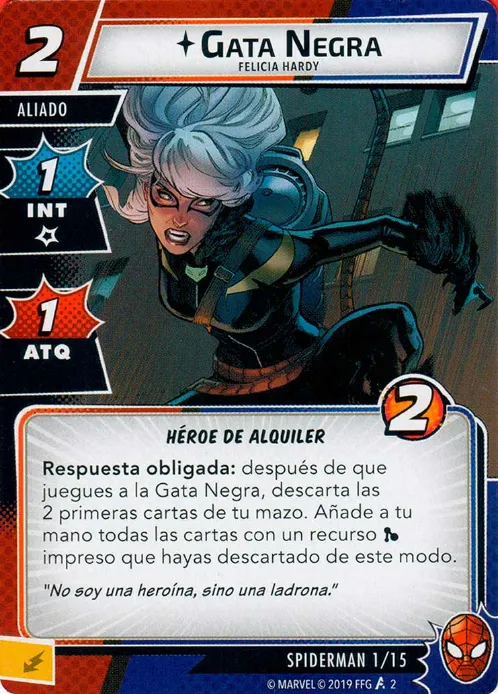 2
GATA NEGRA
FELICIA HARDY
ALIADO
1
INT
1
ATQ
2
HÉROE DE ALQUILER
Respuesta obligada: después de que
juegues a la Gata Negra, descarta las
2 primeras cartas de tu mazo. Añade a tu
mano todas las cartas con un recurso
impreso que hayas descartado de este modo.
"No soy una heroína, sino una ladrona."
SPIDERMAN 1/15
© MARVEL © 2019 FFG 2